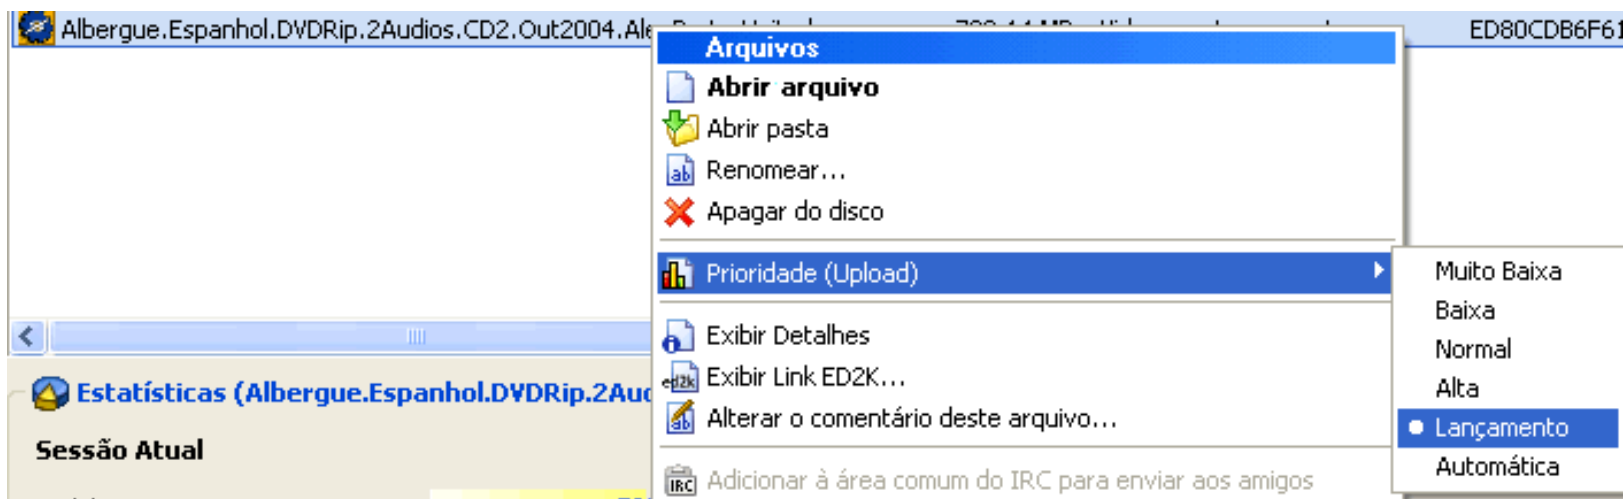 Albergue.Espanhol.DVDRip.2Audios.CD2.Out2004.Ale
ED80CDB6F61
Arquivos
Abrir arquivo
Abrir pasta
Renomear...
Apagar do disco
Prioridade (Upload)
Muito Baixa
Baixa
Normal
Alta
Lançamento
Automática
Exibir Detalhes
Exibir Link ED2K...
Alterar o comentário deste arquivo...
Adicionar à área comum do IRC para enviar aos amigos
Estatísticas (Albergue.Espanhol.DVDRip.2Aud
Sessão Atual